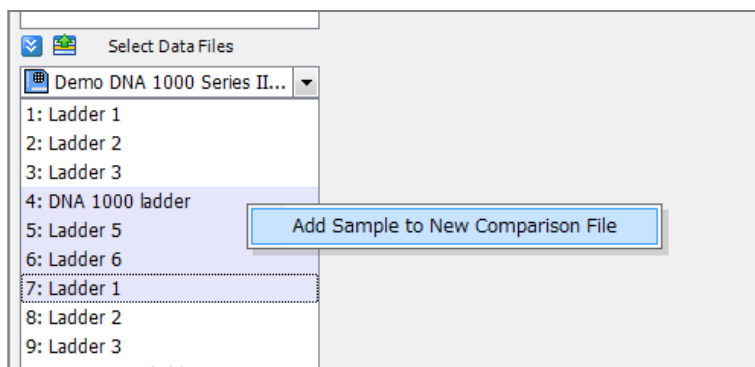 Select Data Files
Demo DNA 1000 Series II...
1: Ladder 1
2: Ladder 2
3: Ladder 3
4: DNA 1000 ladder
Add Sample to New Comparison File
5: Ladder 5
6: Ladder 6
7: Ladder 1
8: Ladder 2
9: Ladder 3